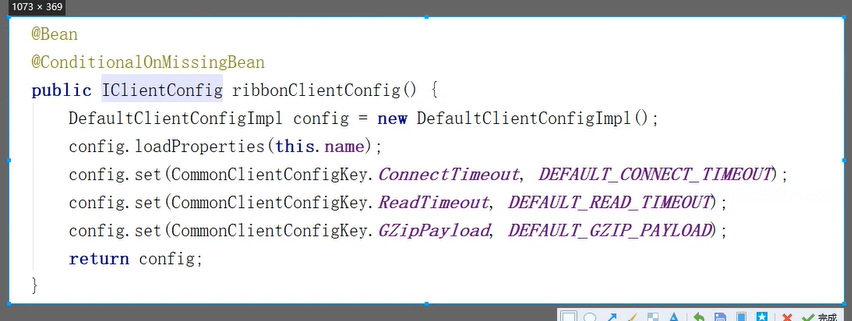 1073 × 369
@Bean
@ConditionalOnMissingBean
public IClientConfig ribbonClientConfig() {
    DefaultClientConfigImpl config = new DefaultClientConfigImpl();
    config.loadProperties(this.name);
    config.set(CommonClientConfigKey.ConnectTimeout, DEFAULT_CONNECT_TIMEOUT);
    config.set(CommonClientConfigKey.ReadTimeout, DEFAULT_READ_TIMEOUT);
    config.set(CommonClientConfigKey.GZipPayload, DEFAULT_GZIP_PAYLOAD);
    return config;
}
完成